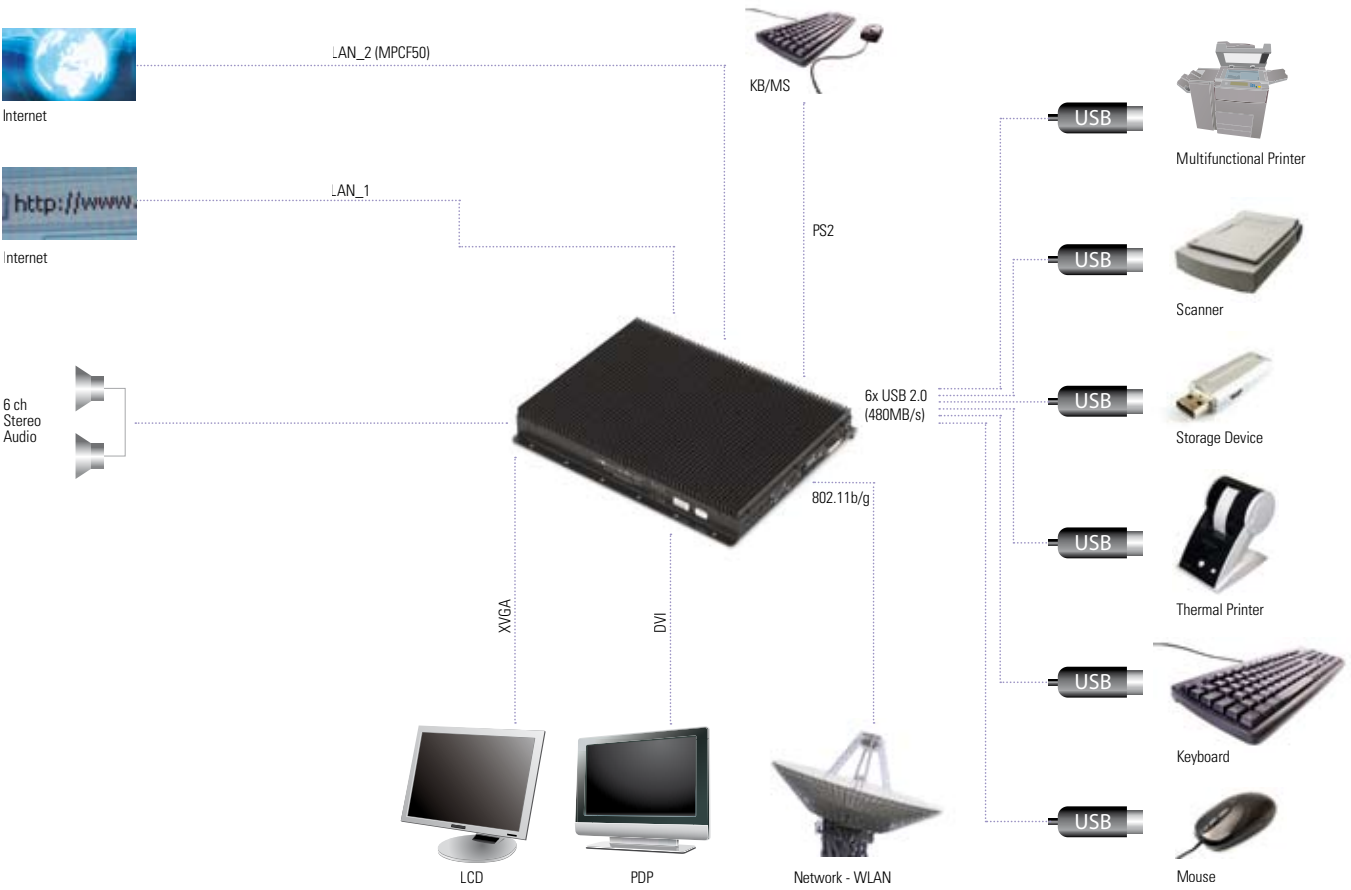 LAN_2 (MPCF50)
Internet
KB/MS
USB
Multifunctional Printer
http://www.
LAN_1
Internet
PS2
USB
Scanner
6 ch
Stereo
Audio
6x USB 2.0
(480MB/s)
USB
Storage Device
802.11b/g
USB
Thermal Printer
XVGA
DVI
USB
Keyboard
USB
LCD
PDP
Network - WLAN
Mouse